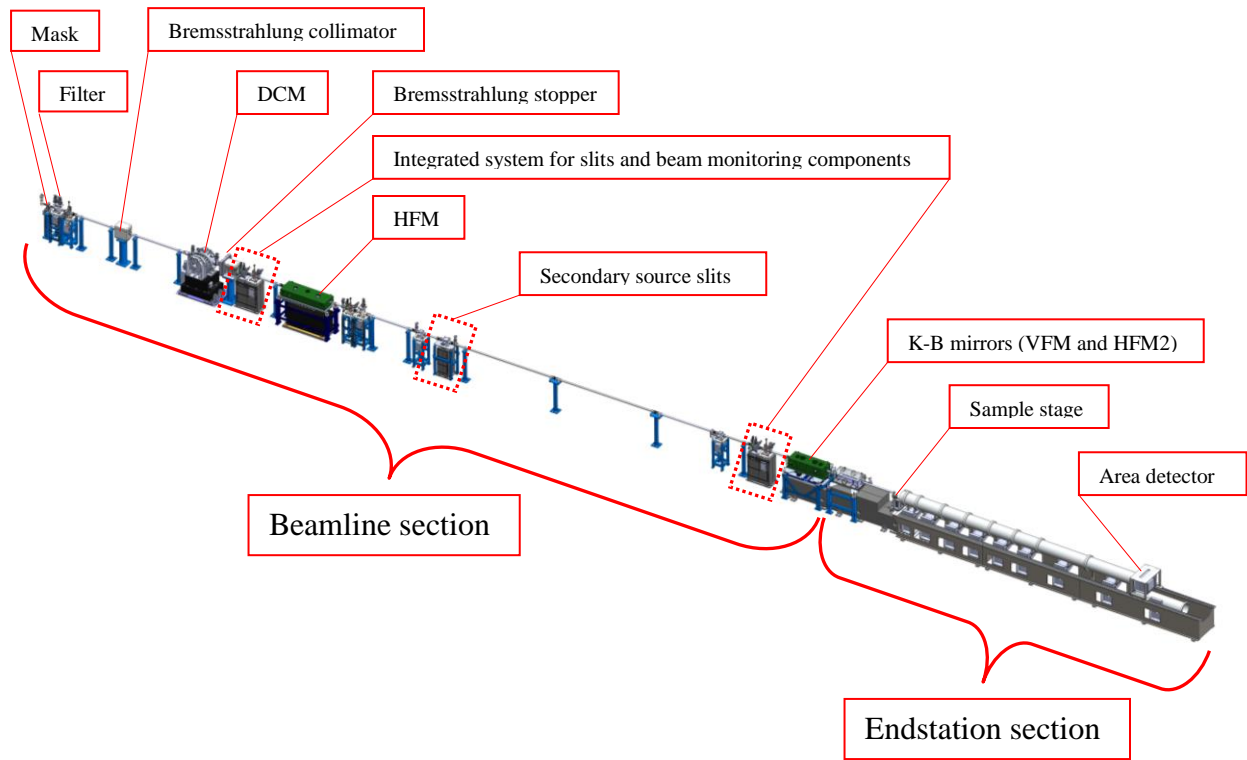 Mask
Bremsstrahlung collimator
Filter
DCM
Bremsstrahlung stopper
Integrated system for slits and beam monitoring components
HFM
Secondary source slits
K-B mirrors (VFM and HFM2)
Sample stage
Area detector
Beamline section
Endstation section